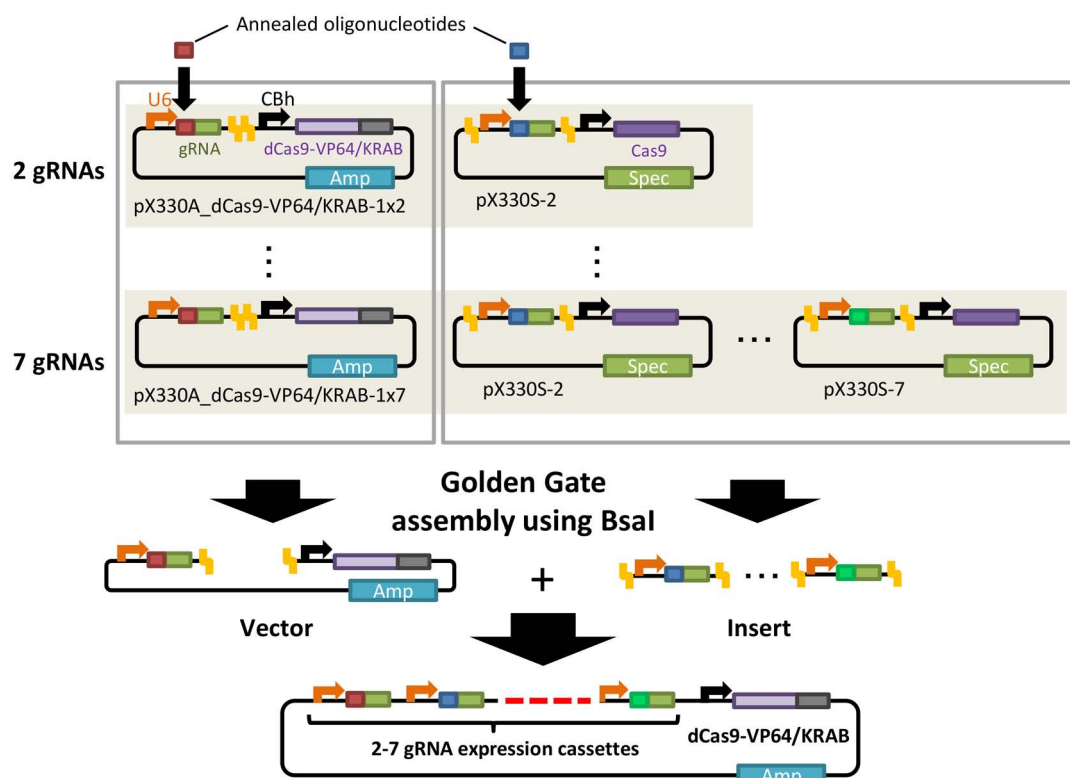 Annealed oligonucleotides
U6
CBh
gRNA
dCas9-VP64/KRAB
Amp
pX330A_dCas9-VP64/KRAB-1x2
2 gRNAs
Cas9
Spec
pX330S-2
⋮
⋮
7 gRNAs
Amp
pX330A_dCas9-VP64/KRAB-1x7
Spec
pX330S-2
...
Spec
pX330S-7
Golden Gate
assembly using BsaI
Amp
Vector
+
...
Insert
2-7 gRNA expression cassettes
dCas9-VP64/KRAB
Amp